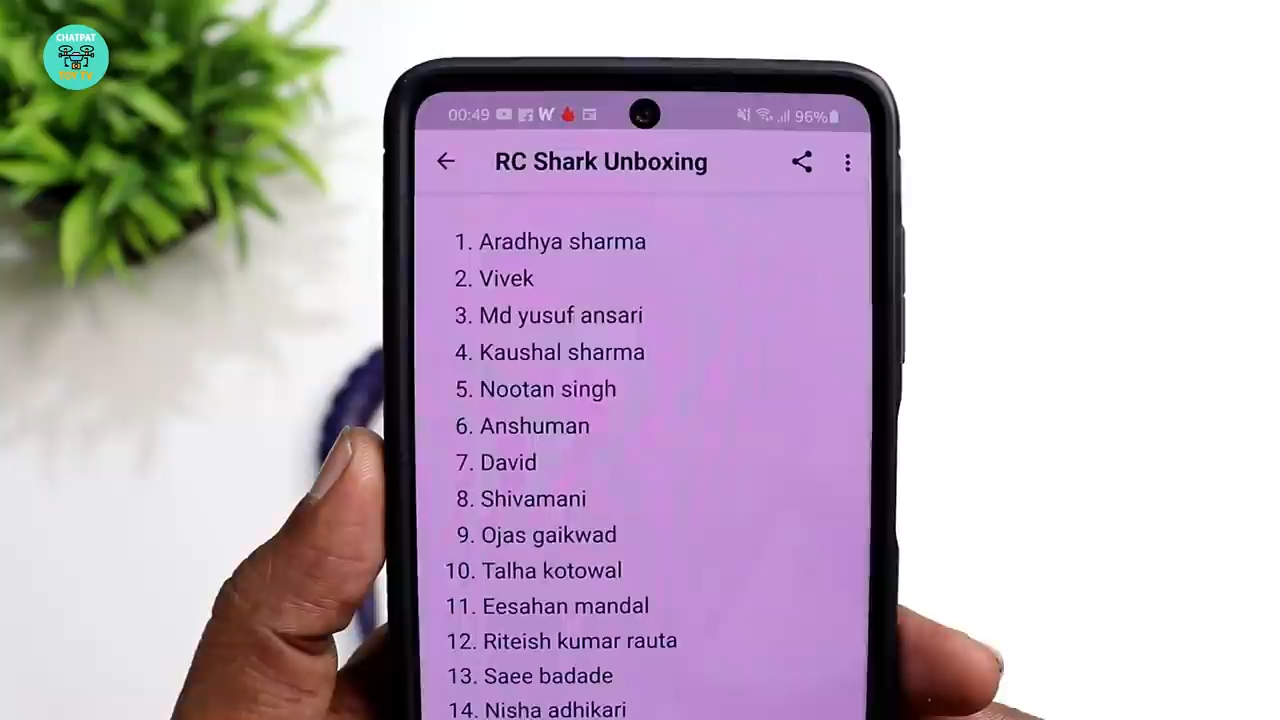 CHATPAT
TOY TV
00:49 W 96%
RC Shark Unboxing
1. Aradhya sharma
2. Vivek
3. Md yusuf ansari
4. Kaushal sharma
5. Nootan singh
6. Anshuman
7. David
8. Shivamani
9. Ojas gaikwad
10. Talha kotowal
11. Eesahan mandal
12. Riteish kumar rauta
13. Saee badade
14. Nisha adhikari